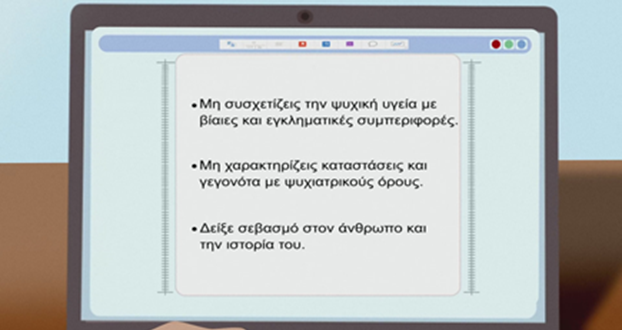 • Μη συσχετίζεις την ψυχική υγεία με
βίαιες και εγκληματικές συμπεριφορές.
• Μη χαρακτηρίζεις καταστάσεις και
γεγονότα με ψυχιατρικούς όρους.
• Δείξε σεβασμό στον άνθρωπο και
την ιστορία του.